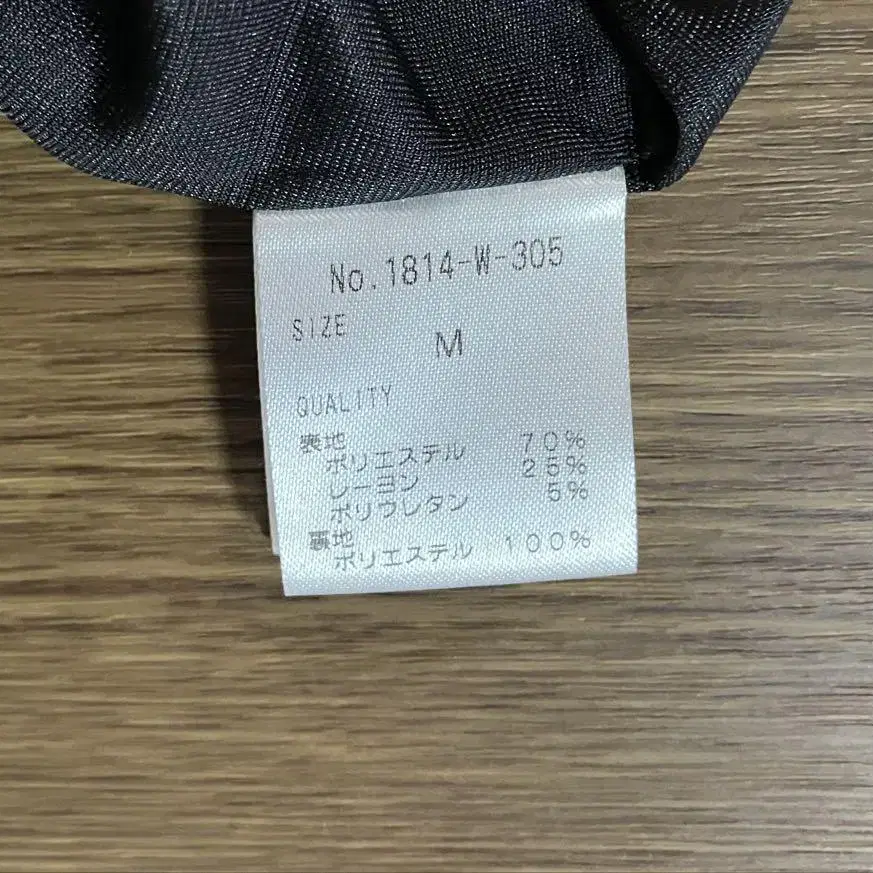 No.1814-W-305
SIZE
M
QUALITY
表地
ポリエステル 70%
レーヨン 25%
ポリウレタン 5%
裏地
ポリエステル 100%